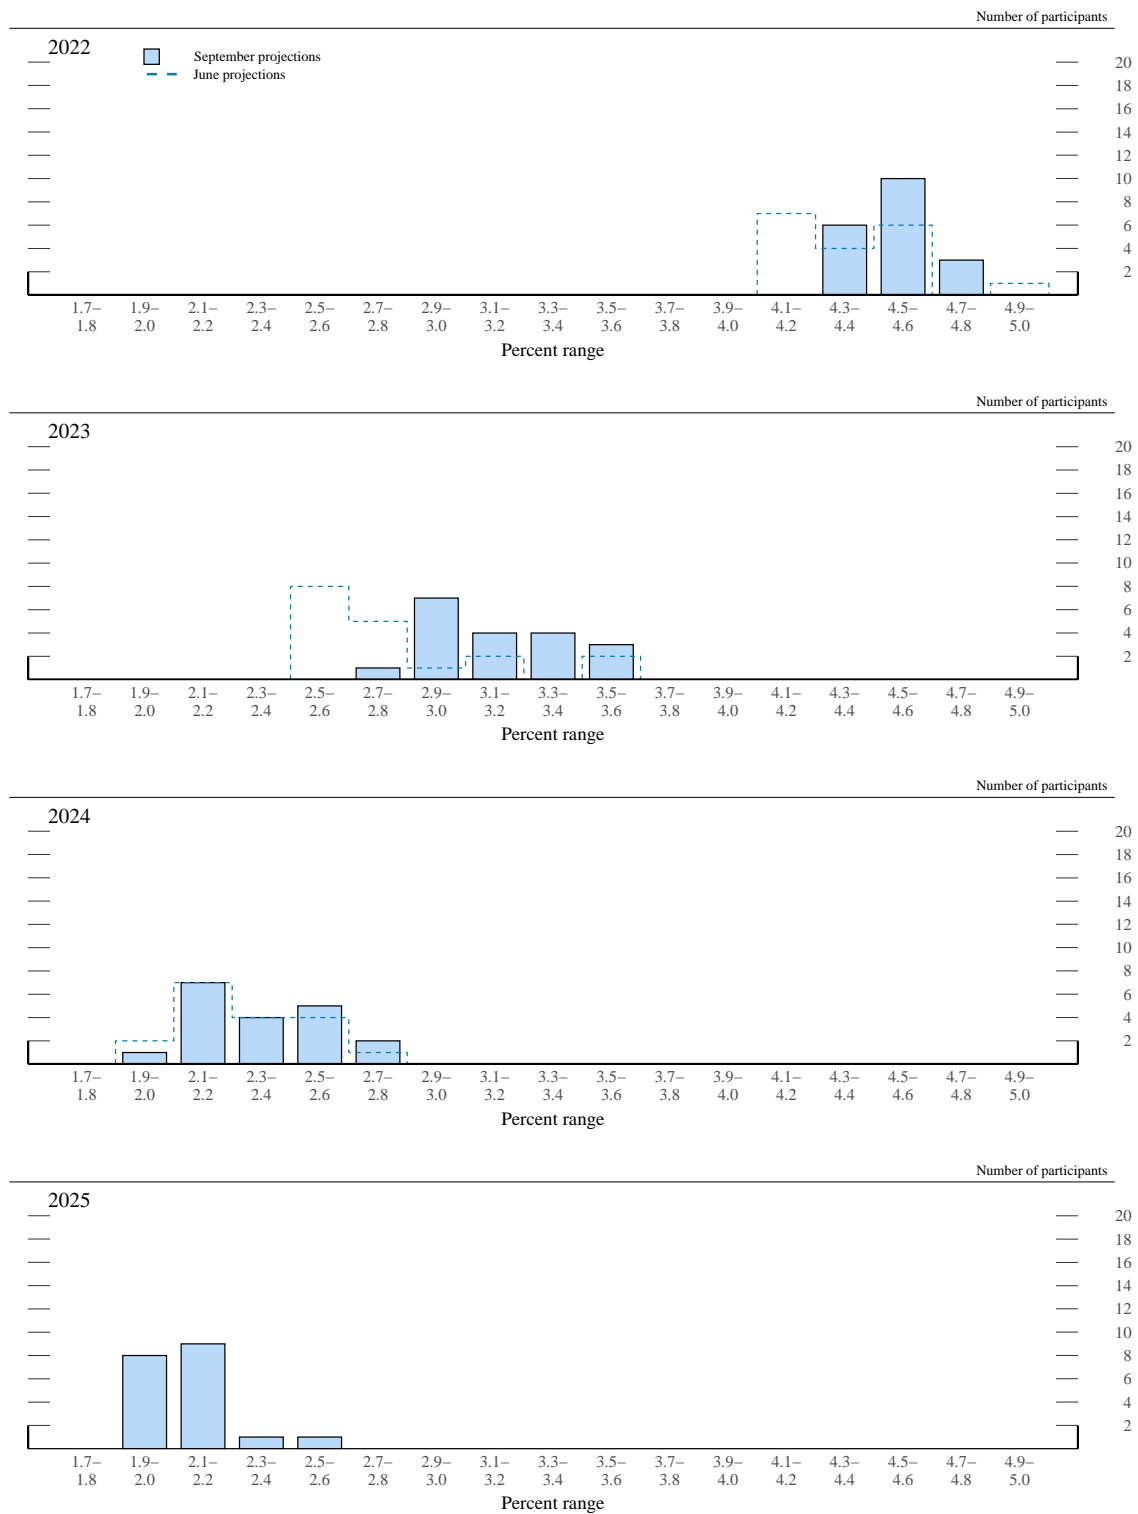 Number of participants
2022
September projections
June projections
20
18
16
14
12
10
8
6
4
2
1.7– 1.9– 2.1– 2.3– 2.5– 2.7– 2.9– 3.1– 3.3– 3.5– 3.7– 3.9– 4.1– 4.3– 4.5– 4.7– 4.9–
1.8 2.0 2.2 2.4 2.6 2.8 3.0 3.2 3.4 3.6 3.8 4.0 4.2 4.4 4.6 4.8 5.0
Percent range
Number of participants
2023
20
18
16
14
12
10
8
6
4
2
1.7– 1.9– 2.1– 2.3– 2.5– 2.7– 2.9– 3.1– 3.3– 3.5– 3.7– 3.9– 4.1– 4.3– 4.5– 4.7– 4.9–
1.8 2.0 2.2 2.4 2.6 2.8 3.0 3.2 3.4 3.6 3.8 4.0 4.2 4.4 4.6 4.8 5.0
Percent range
Number of participants
2024
20
18
16
14
12
10
8
6
4
2
1.7– 1.9– 2.1– 2.3– 2.5– 2.7– 2.9– 3.1– 3.3– 3.5– 3.7– 3.9– 4.1– 4.3– 4.5– 4.7– 4.9–
1.8 2.0 2.2 2.4 2.6 2.8 3.0 3.2 3.4 3.6 3.8 4.0 4.2 4.4 4.6 4.8 5.0
Percent range
Number of participants
2025
20
18
16
14
12
10
8
6
4
2
1.7– 1.9– 2.1– 2.3– 2.5– 2.7– 2.9– 3.1– 3.3– 3.5– 3.7– 3.9– 4.1– 4.3– 4.5– 4.7– 4.9–
1.8 2.0 2.2 2.4 2.6 2.8 3.0 3.2 3.4 3.6 3.8 4.0 4.2 4.4 4.6 4.8 5.0
Percent range